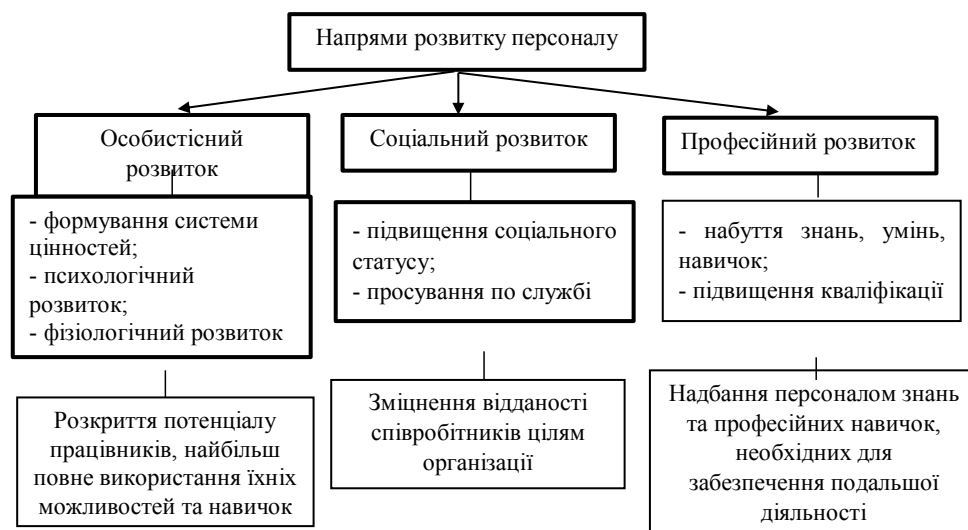 Напрями розвитку персоналу
Особистісний
розвиток
Соціальний розвиток
Професійний розвиток
- формування системи
цінностей;
- психологічний
розвиток;
- фізіологічний розвиток
- підвищення соціального
статусу;
- просування по службі
- набуття знань, умінь,
навичок;
- підвищення кваліфікації
Розкриття потенціалу
працівників, найбільш
повне використання їхніх
можливостей та навичок
Зміцнення відданості
співробітників цілям
організації
Надбання персоналом знань
та професійних навичок,
необхідних для
забезпечення подальшої
діяльності